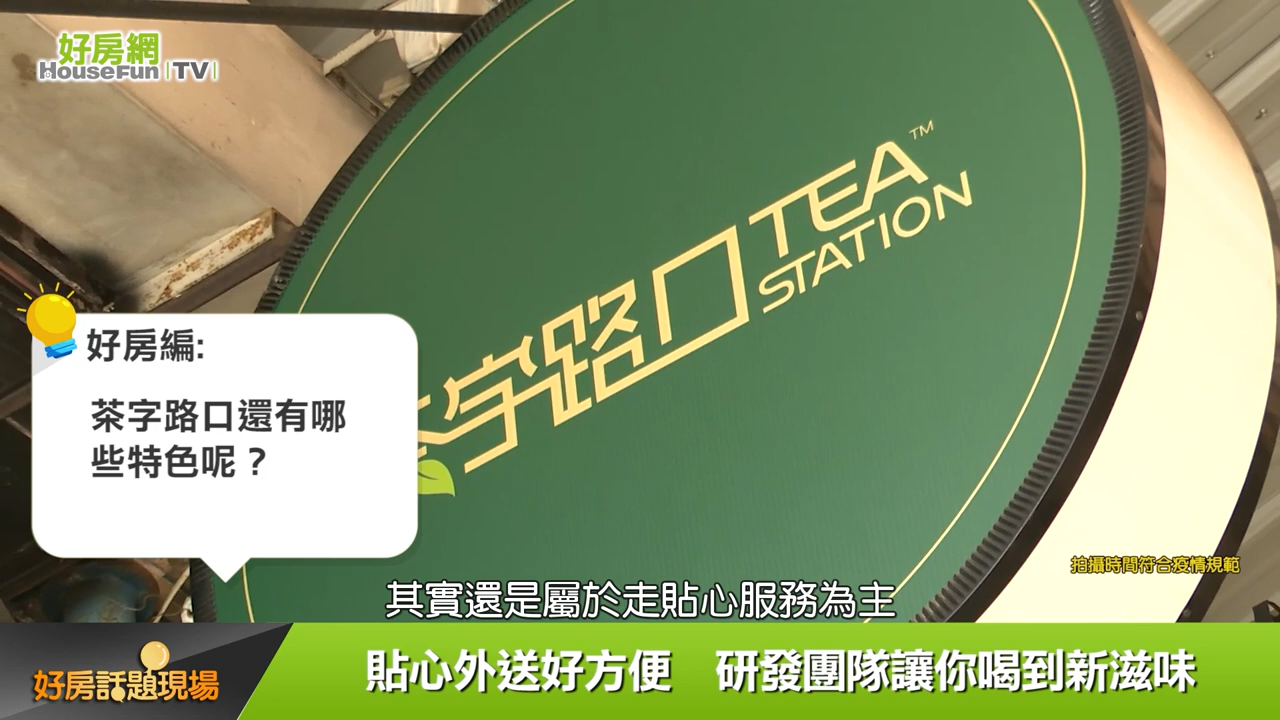 好房網
HouseFun TV
茶字路口 TEA STATION™
好房編:
茶字路口還有哪
些特色呢？
拍攝時間符合疫情規範
其實還是屬於走貼心服務為主
貼心外送好方便 研發團隊讓你喝到新滋味
好房話題現場